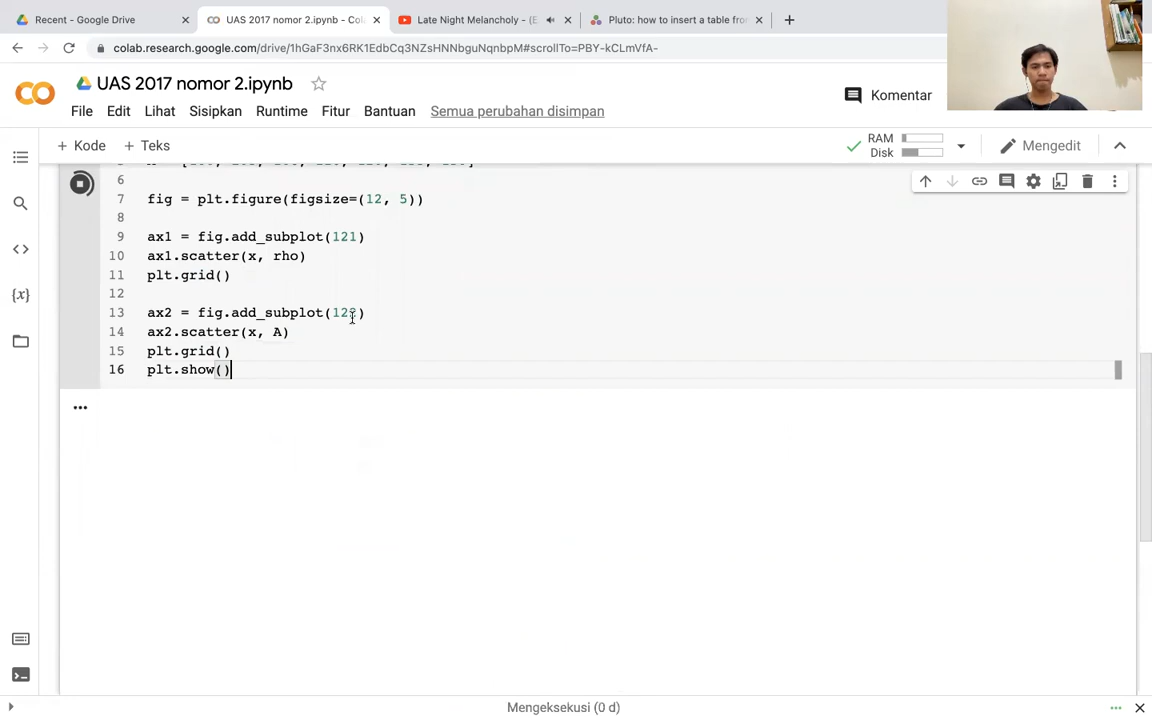 Recent - Google Drive
UAS 2017 nomor 2.ipynb - Co
Late Night Melancholy - (E
Pluto: how to insert a table fro
colab.research.google.com/drive/1hGaF3nx6RK1EdbCq3NZsHNNbguNqnbpM#scrollTo=PBY-kCLmVfA-
UAS 2017 nomor 2.ipynb
Komentar
File Edit Lihat Sisipkan Runtime Fitur Bantuan Semua perubahan disimpan
+ Kode + Teks
RAM
Disk
Mengedit
6
7 fig = plt.figure(figsize=(12, 5))
8
9 ax1 = fig.add_subplot(121)
10 ax1.scatter(x, rho)
11 plt.grid()
12
13 ax2 = fig.add_subplot(122)
14 ax2.scatter(x, A)
15 plt.grid()
16 plt.show()
Mengeksekusi (0 d)